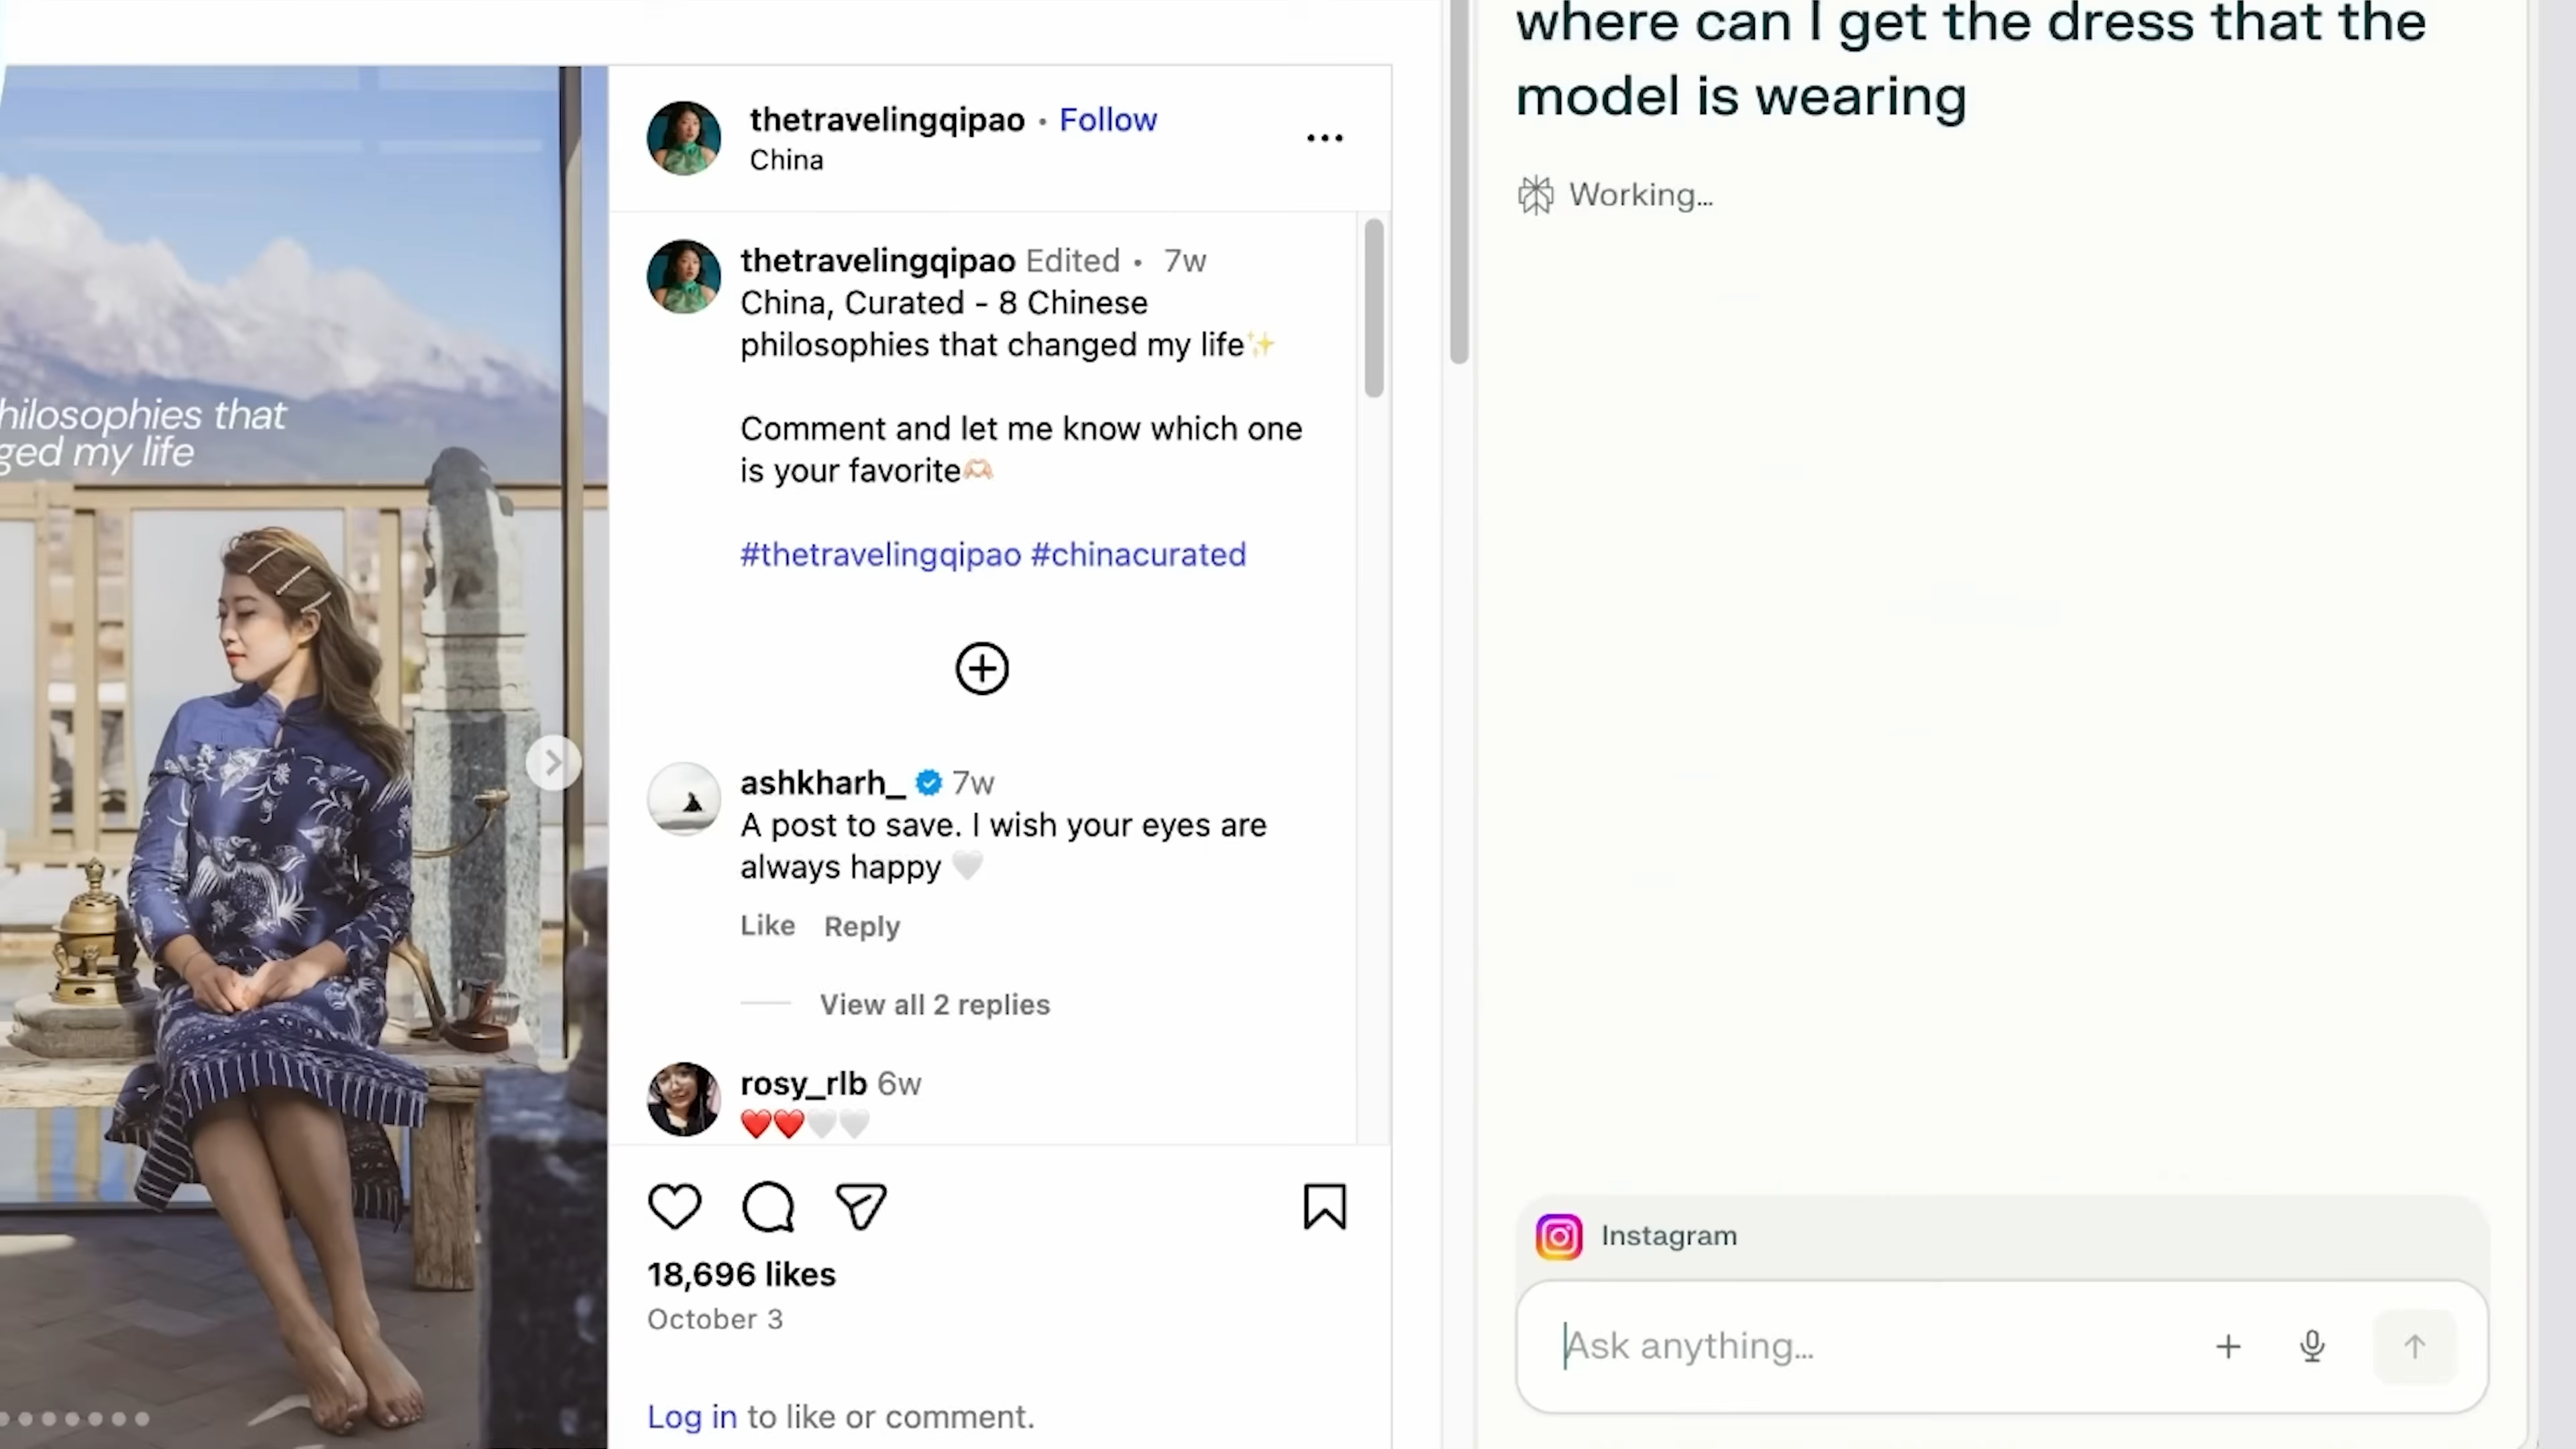 where can I get the dress that the
model is wearing
Working…
thetravelingqipao • Follow
China
thetravelingqipao Edited • 7w
China, Curated - 8 Chinese
philosophies that changed my life✨
Comment and let me know which one
is your favorite🫶🏻
#thetravelingqipao #chinacurated
hilosophies that
ged my life
ashkharh_ 7w
A post to save. I wish your eyes are
always happy 🤍
Like Reply
View all 2 replies
rosy_rlb 6w
❤️❤️🤍🤍
18,696 likes
October 3
Log in to like or comment.
Instagram
Ask anything…